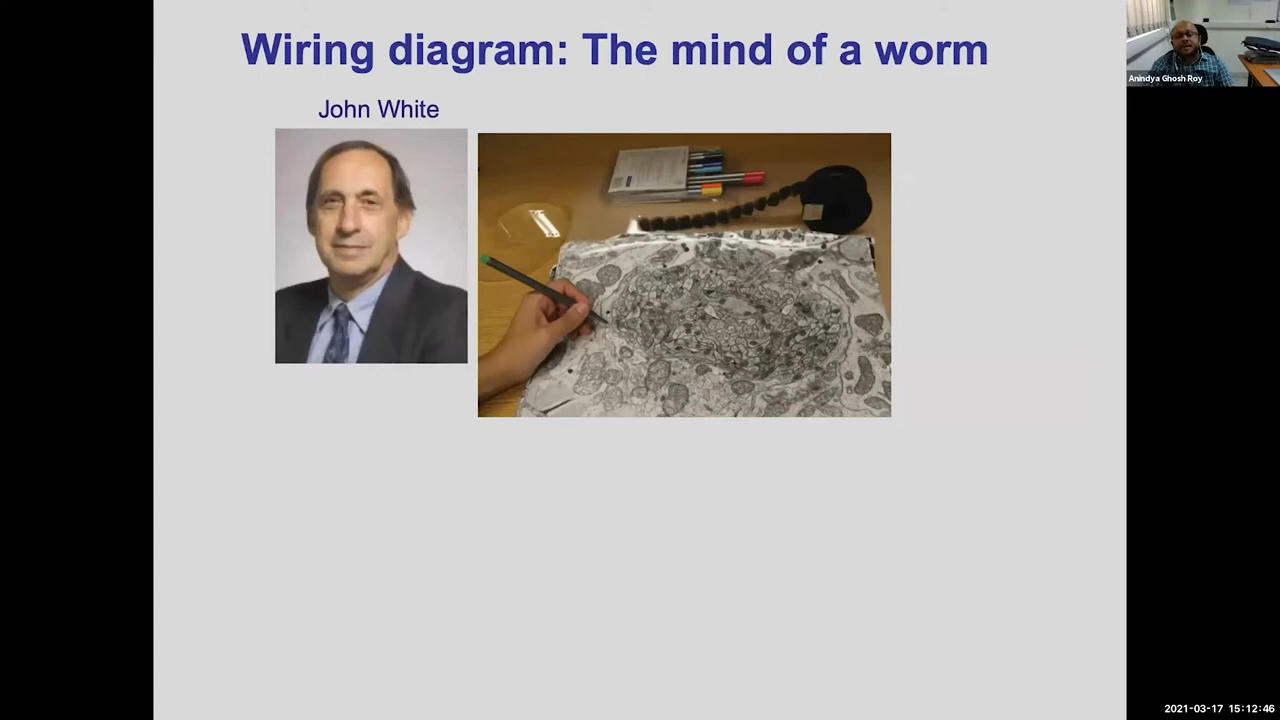 Wiring diagram: The mind of a worm
John White
Anindya Ghosh Roy
2021-03-17 15:12:46